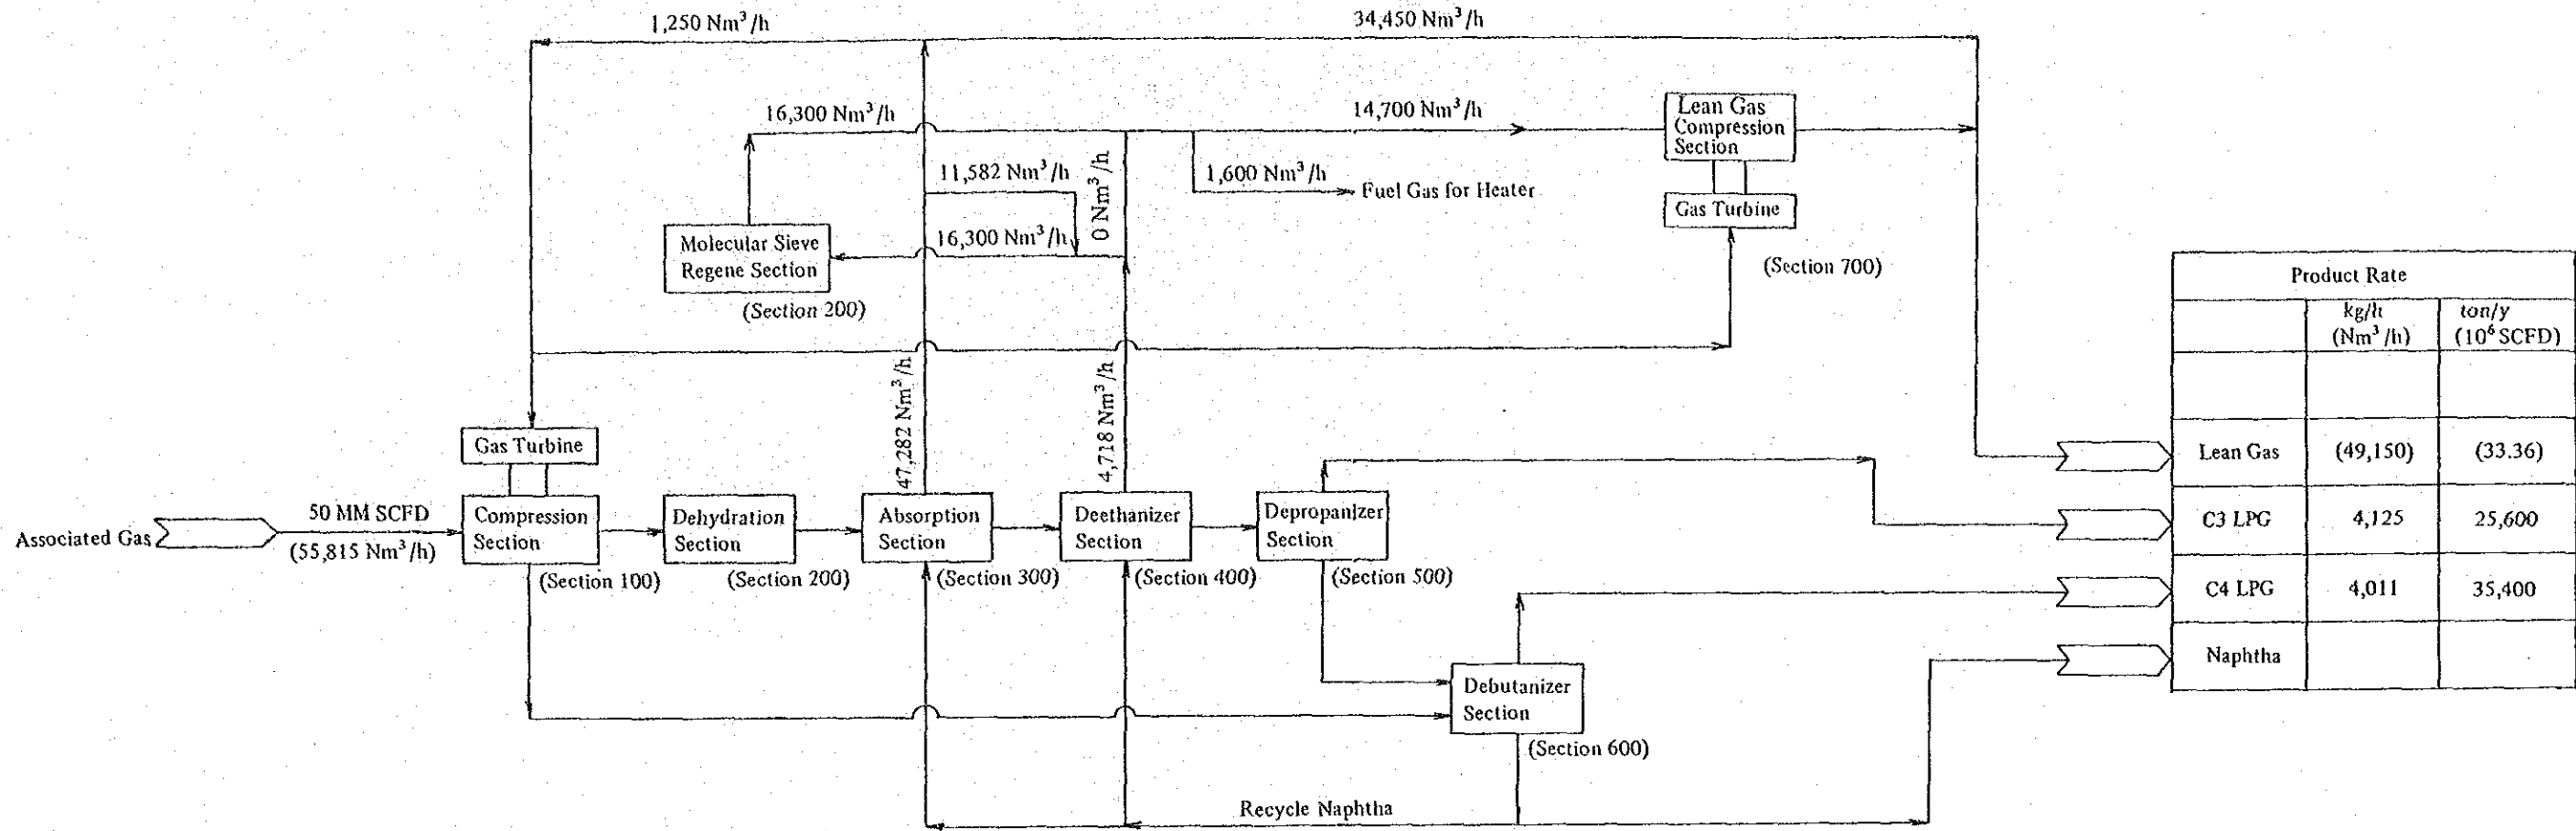 1,250 Nm³/h
34,450 Nm³/h
16,300 Nm³/h
14,700 Nm³/h
Lean Gas
Compression
Section
11,582 Nm³/h
0 Nm³/h
1,600 Nm³/h
Fuel Gas for Heater
Gas Turbine
Molecular Sieve
Regene Section
16,300 Nm³/h
(Section 700)
(Section 200)
Product Rate
kg/h
(Nm³/h)
ton/y
(10⁶ SCFD)
47,282 Nm³/h
4,718 Nm³/h
Gas Turbine
Lean Gas (49,150) (33.36)
Associated Gas
50 MM SCFD
(55,815 Nm³/h)
Compression
Section
Dehydration
Section
Absorption
Section
Deethanizer
Section
Depropanizer
Section
C3 LPG 4,125 25,600
(Section 100)
(Section 200)
(Section 300)
(Section 400)
(Section 500)
C4 LPG 4,011 35,400
Naphtha
Debutanizer
Section
(Section 600)
Recycle Naphtha